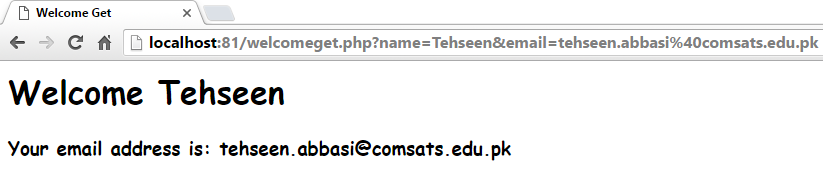 Welcome Get
localhost:81/welcomeget.php?name=Tehseen&email=tehseen.abbasi%40comsats.edu.pk
Welcome Tehseen
Your email address is: tehseen.abbasi@comsats.edu.pk